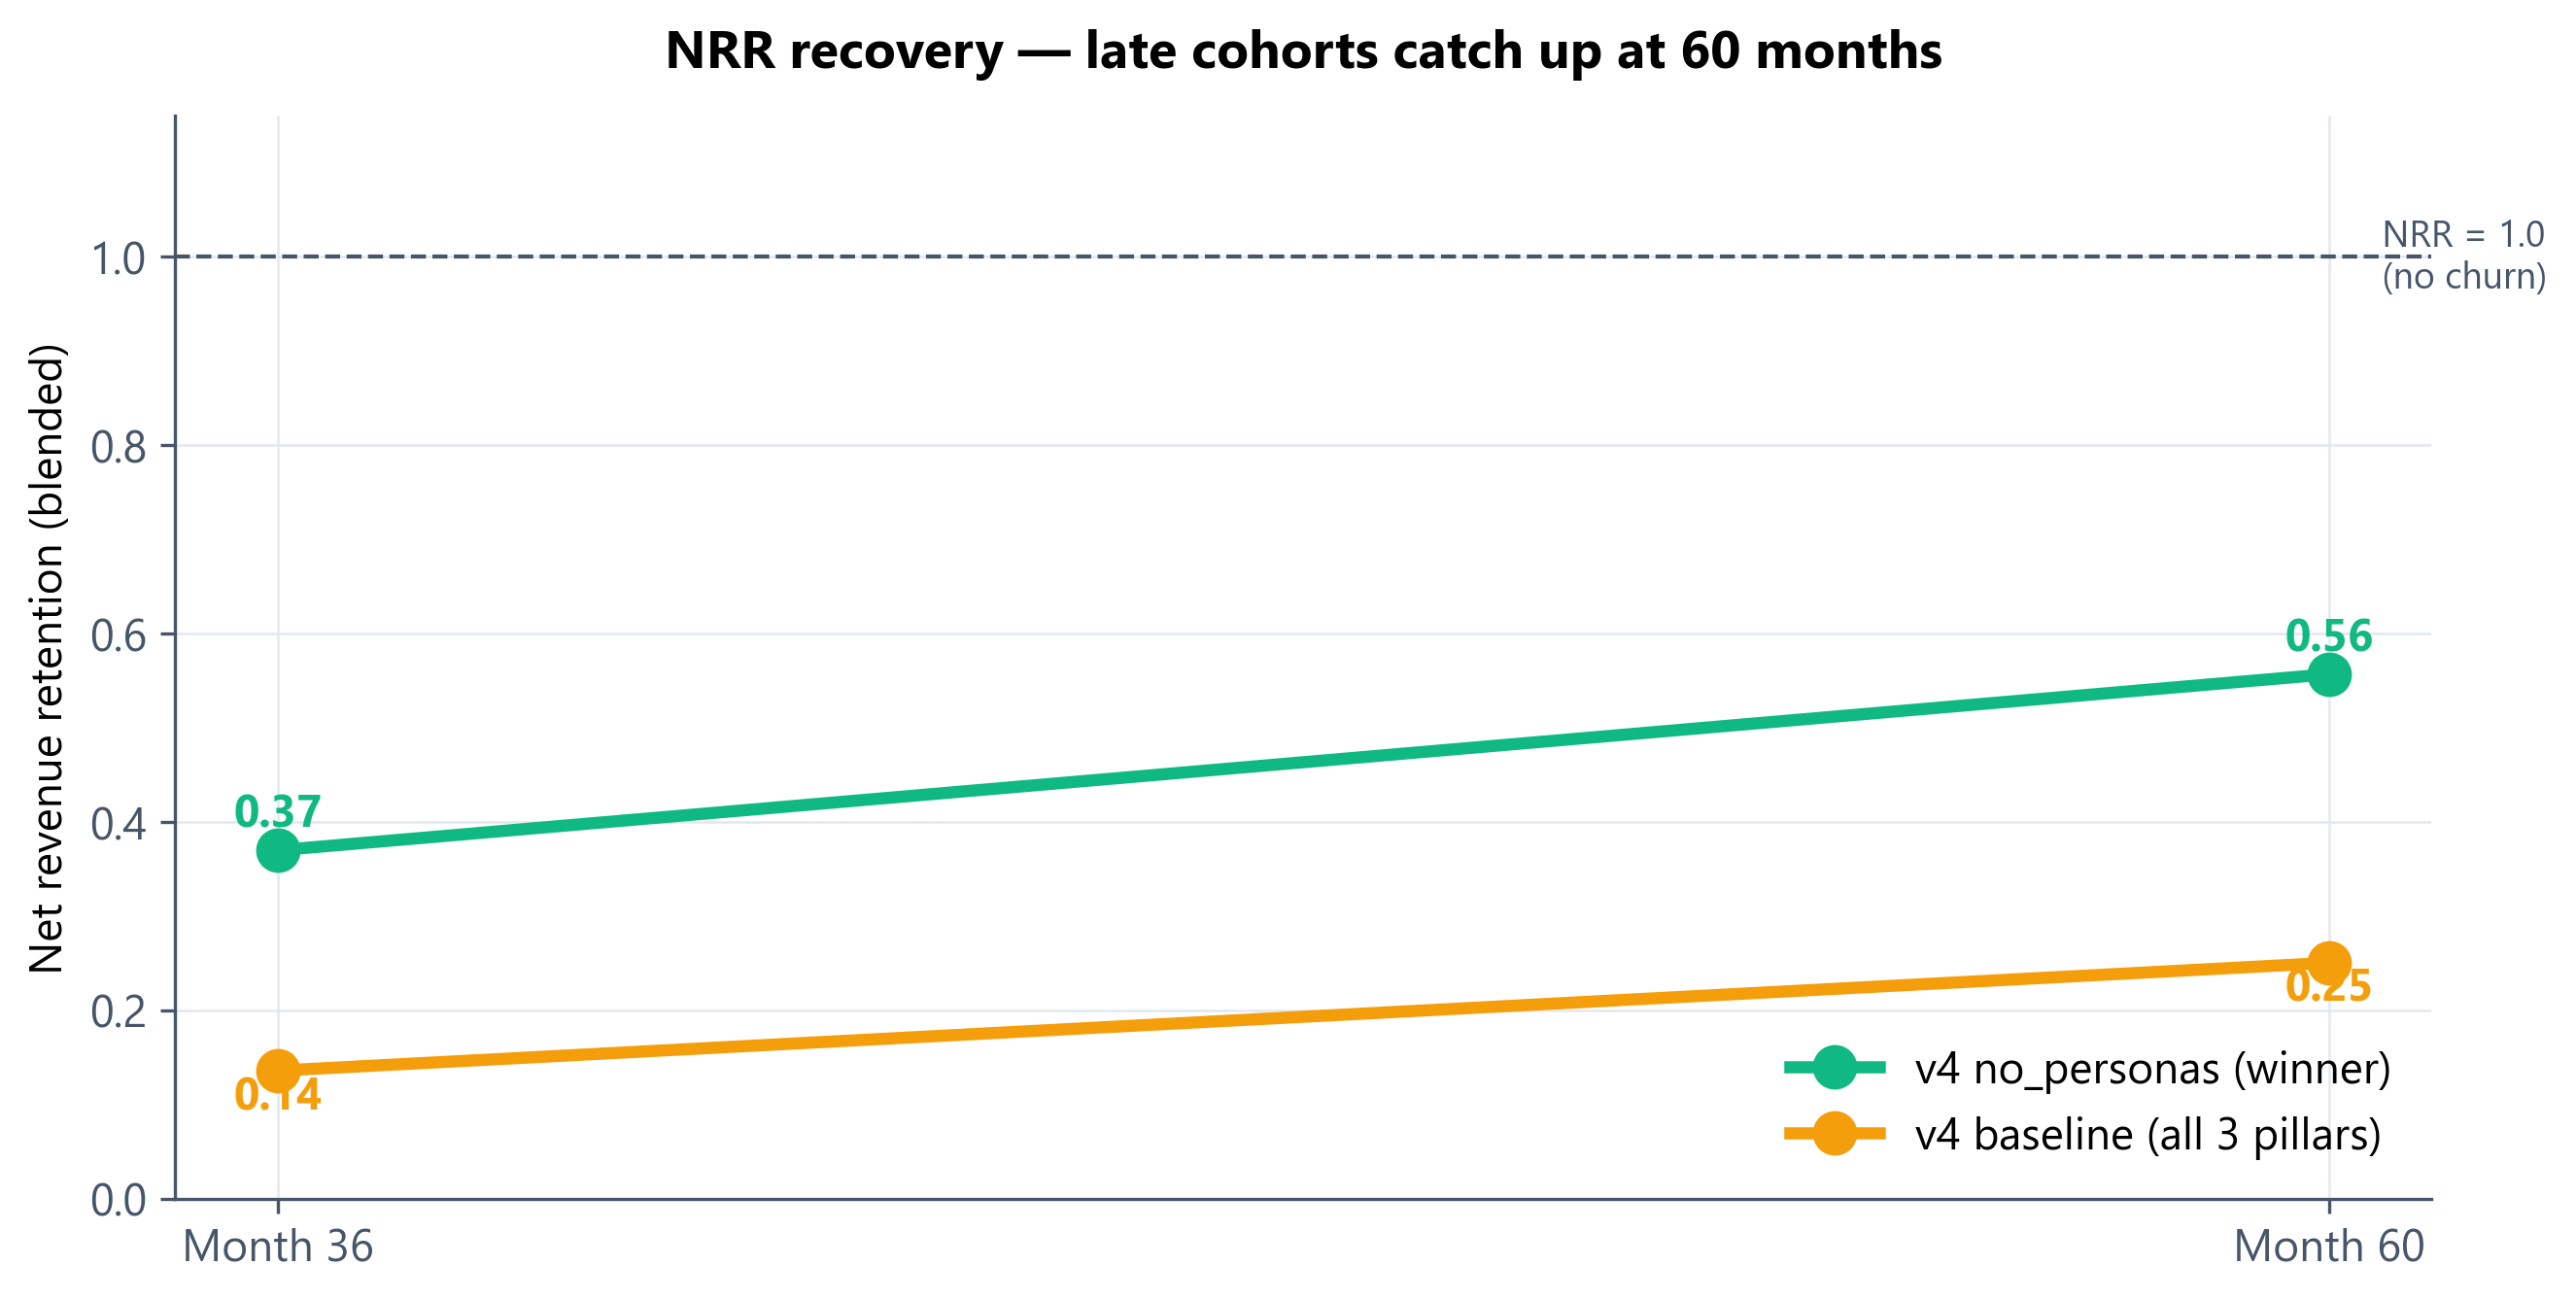 NRR recovery — late cohorts catch up at 60 months
Net revenue retention (blended)
1.0
0.8
0.6
0.4
0.2
0.0
NRR = 1.0
(no churn)
0.56
0.37
0.25
0.14
v4 no_personas (winner)
v4 baseline (all 3 pillars)
Month 36
Month 60